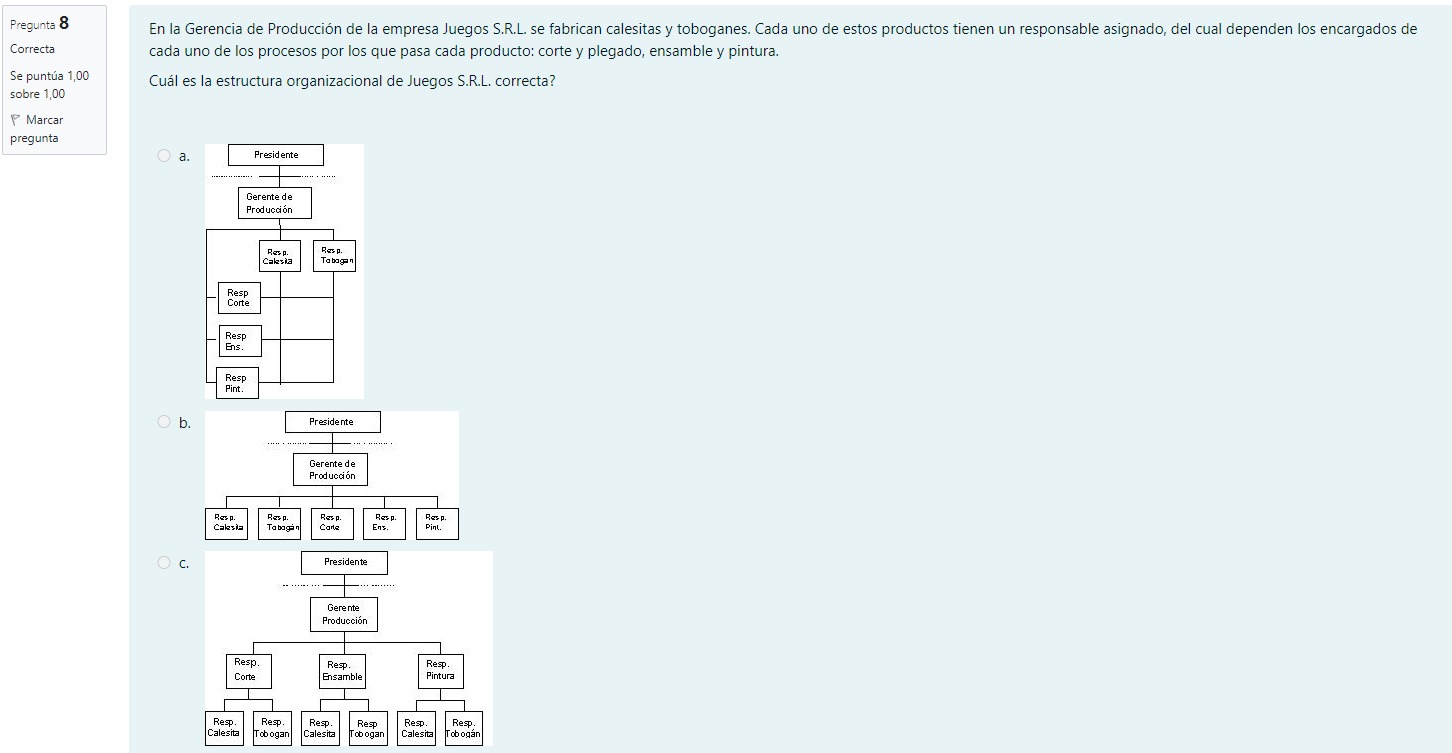 Pregunta 8
Correcta
Se puntúa 1,00
sobre 1,00
Marcar
pregunta
En la Gerencia de Producción de la empresa Juegos S.R.L. se fabrican calesitas y toboganes. Cada uno de estos productos tienen un responsable asignado, del cual dependen los encargados de
cada uno de los procesos por los que pasa cada producto: corte y plegado, ensamble y pintura.
Cuál es la estructura organizacional de Juegos S.R.L. correcta?
a.
Presidente
Gerente de
Producción
Resp.
Calesita
Resp.
Tobogan
Resp
Corte
Resp
Ens.
Resp
Pint.
b.
Presidente
Gerente de
Producción
Resp.
Calesita
Resp.
Tobogán
Resp.
Corte
Resp.
Ens.
Resp.
Pint.
c.
Presidente
Gerente
Producción
Resp.
Corte
Resp.
Ensamble
Resp.
Pintura
Resp.
Calesita
Resp.
Tobogan
Resp.
Calesita
Resp
Tobogan
Resp.
Calesita
Resp.
Tobogán